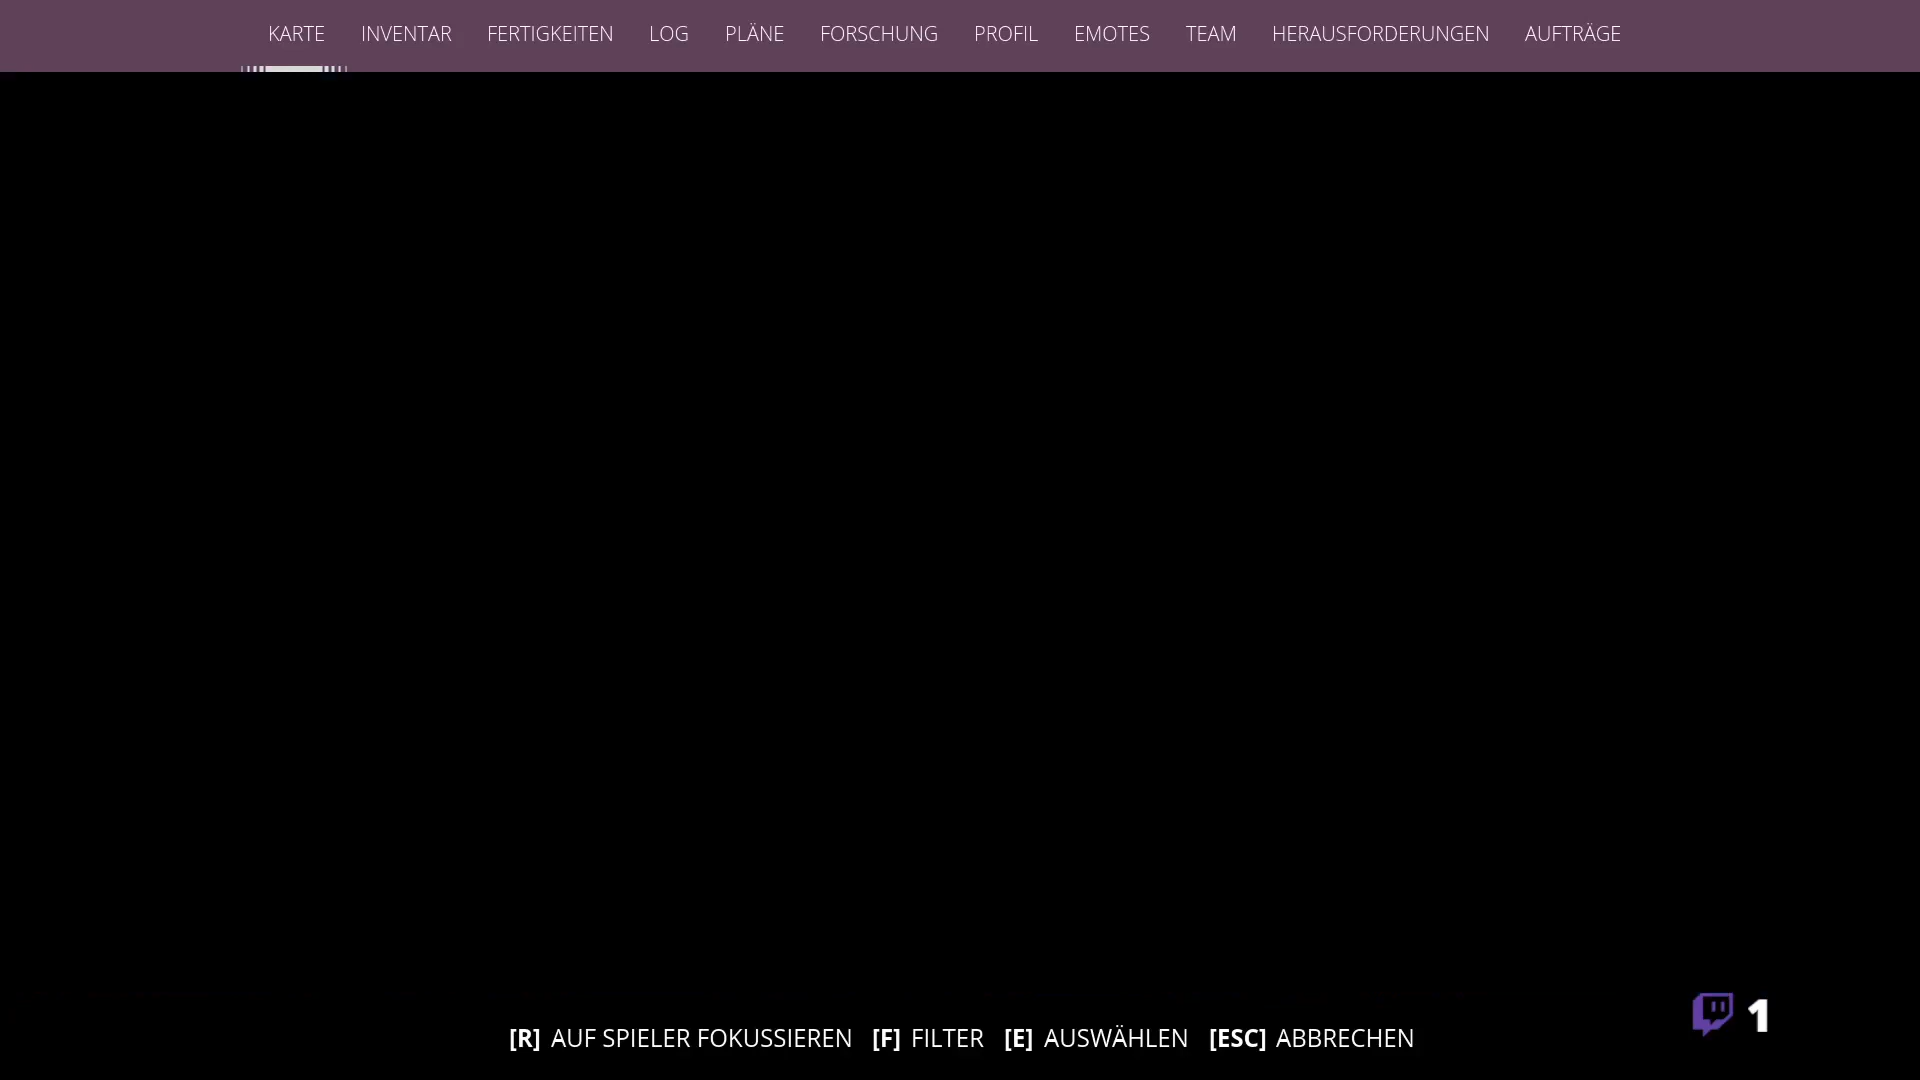 KARTE INVENTAR FERTIGKEITEN LOG PLÄNE FORSCHUNG PROFIL EMOTES TEAM HERAUSFORDERUNGEN AUFTRÄGE
1
[R] AUF SPIELER FOKUSSIEREN [F] FILTER [E] AUSWÄHLEN [ESC] ABBRECHEN